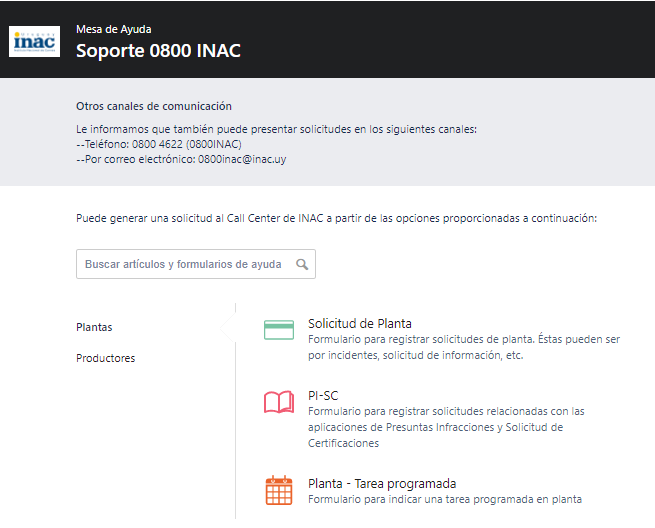 inac
Mesa de Ayuda
Soporte 0800 INAC
Otros canales de comunicación
Le informamos que también puede presentar solicitudes en los siguientes canales:
--Teléfono: 0800 4622 (0800INAC)
--Por correo electrónico: 0800inac@inac.uy
Puede generar una solicitud al Call Center de INAC a partir de las opciones proporcionadas a continuación:
Buscar artículos y formularios de ayuda
Plantas
Productores
Solicitud de Planta
Formulario para registrar solicitudes de planta. Éstas pueden ser
por incidentes, solicitud de información, etc.
PI-SC
Formulario para registrar solicitudes relacionadas con las
aplicaciones de Presuntas Infracciones y Solicitud de
Certificaciones
Planta - Tarea programada
Formulario para indicar una tarea programada en planta